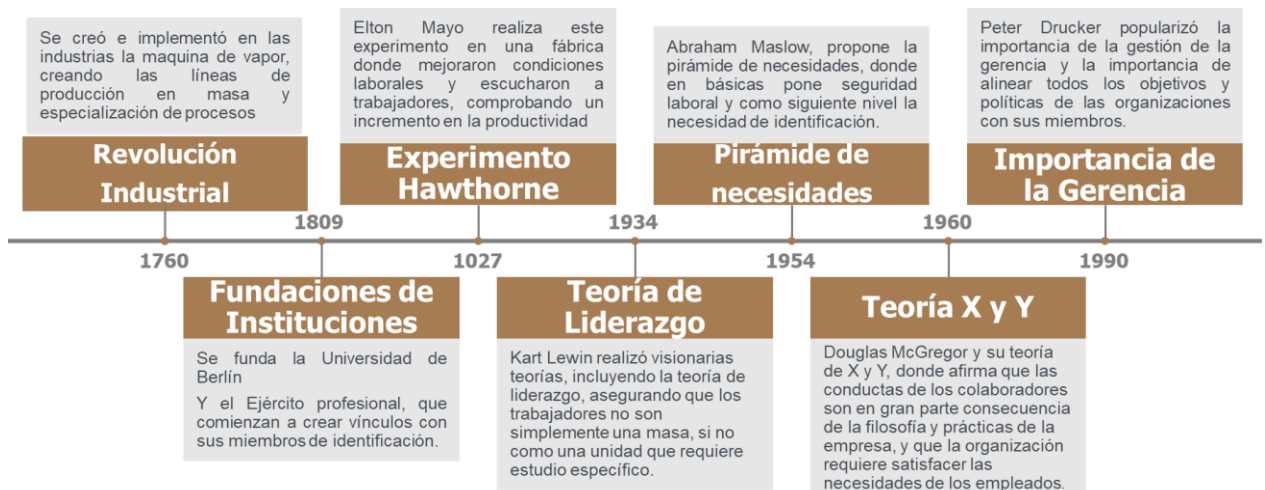 Se creó e implementó en las
industrias la maquina de vapor,
creando las líneas de
producción en masa y
especialización de procesos
Revolución
Industrial
1760
1809
Fundaciones de
Instituciones
Se funda la Universidad de
Berlín
Y el Ejército profesional, que
comienzan a crear vínculos con
sus miembros de identificación.
Elton Mayo realiza este
experimento en una fábrica
donde mejoraron condiciones
laborales y escucharon a
trabajadores, comprobando un
incremento en la productividad
Experimento
Hawthorne
1027
1934
Teoría de
Liderazgo
Kart Lewin realizó visionarias
teorías, incluyendo la teoría de
liderazgo, asegurando que los
trabajadores no son
simplemente una masa, si no
como una unidad que requiere
estudio específico.
Abraham Maslow, propone la
pirámide de necesidades, donde
en básicas pone seguridad
laboral y como siguiente nivel la
necesidad de identificación.
Pirámide de
necesidades
1954
1960
Teoría X y Y
Douglas McGregor y su teoría
de X y Y, donde afirma que las
conductas de los colaboradores
son en gran parte consecuencia
de la filosofía y prácticas de la
empresa, y que la organización
requiere satisfacer las
necesidades de los empleados.
Peter Drucker popularizó la
importancia de la gestión de la
gerencia y la importancia de
alinear todos los objetivos y
políticas de las organizaciones
con sus miembros.
Importancia de
la Gerencia
1990